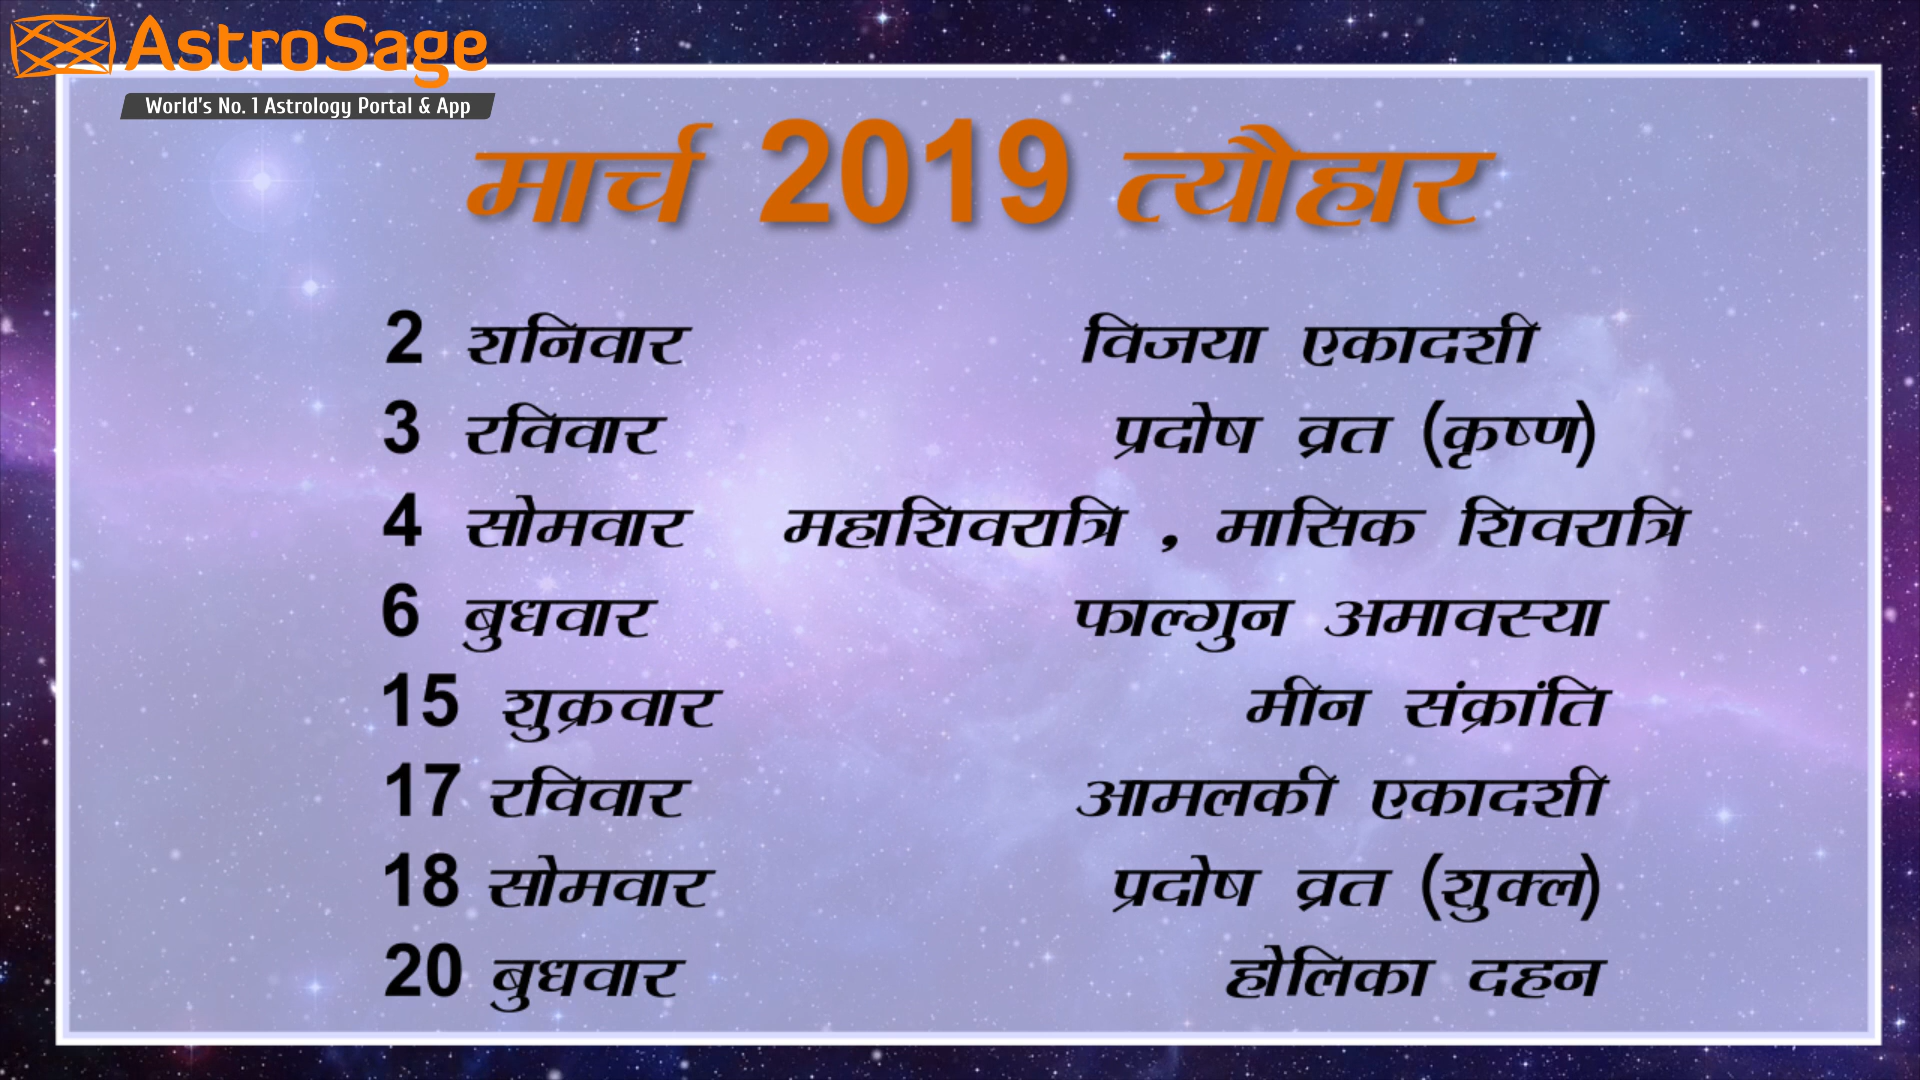 AstroSage
World's No. 1 Astrology Portal & App
मार्च 2019 त्यौहार
2 शनिवार विजया एकादशी
3 रविवार प्रदोष व्रत (कृष्ण)
4 सोमवार महाशिवरात्रि , मासिक शिवरात्रि
6 बुधवार फाल्गुन अमावस्या
15 शुक्रवार मीन संक्रांति
17 रविवार आमलकी एकादशी
18 सोमवार प्रदोष व्रत (शुक्ल)
20 बुधवार होलिका दहन